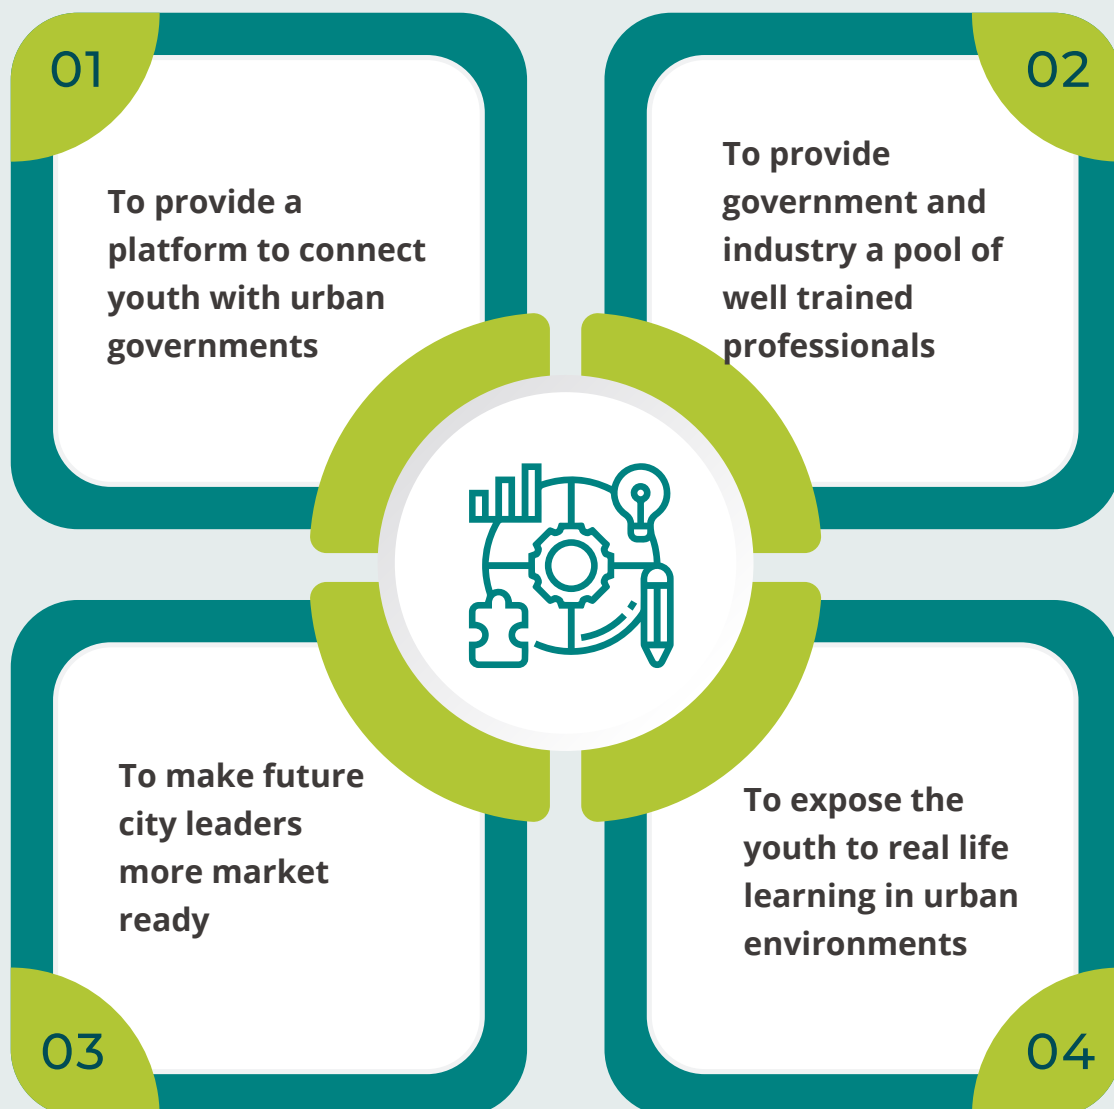 01
To provide a
platform to connect
youth with urban
governments
02
To provide
government and
industry a pool of
well trained
professionals
To make future
city leaders
more market
ready
03
To expose the
youth to real life
learning in urban
environments
04